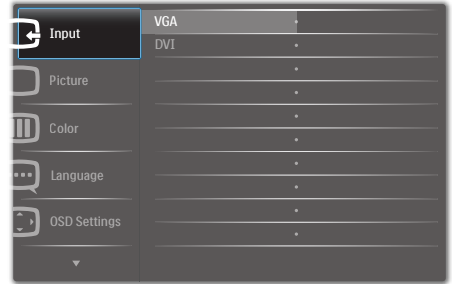 Input
VGA
DVI
Picture
Color
Language
OSD Settings